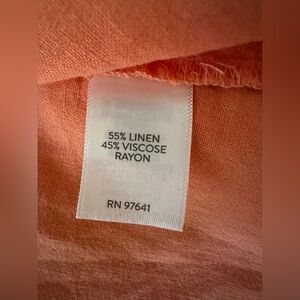 55% LINEN
45% VISCOSE
RAYON
RN 97641